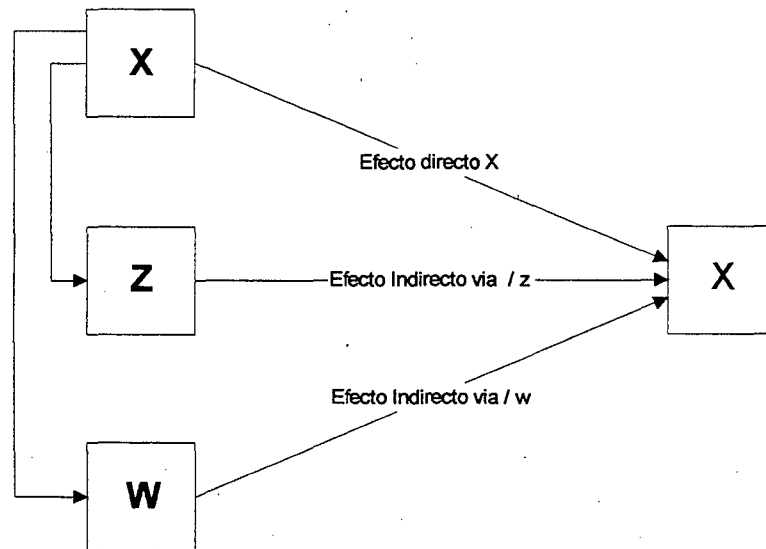 X
Efecto directo X
Z
Efecto Indirecto via / z
X
Efecto Indirecto via / w
W